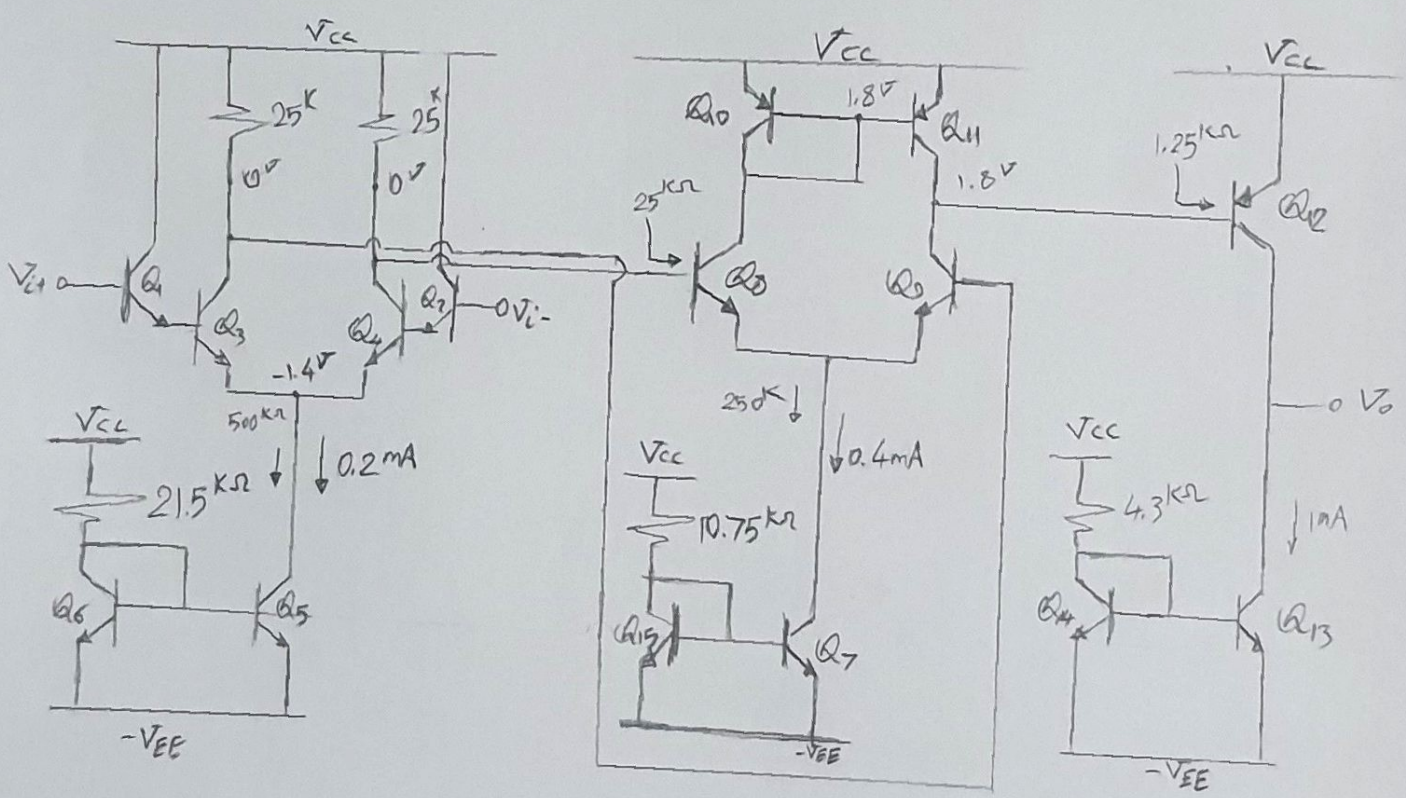 Vcc
25K
25K
0v
0v
Vi+
Q1
Q3
Q4
Q2
Vi-
-1.4v
500KΩ
0.2mA
Vcc
21.5KΩ
Q6
Q5
-VEE
Vcc
Q10
1.8v
Q11
25KΩ
1.8v
Q8
Q9
250K
0.4mA
Vcc
10.75KΩ
Q15
Q7
-VEE
Vcc
1.25KΩ
Q12
Vo
Vcc
4.3KΩ
1mA
Q14
Q13
-VEE